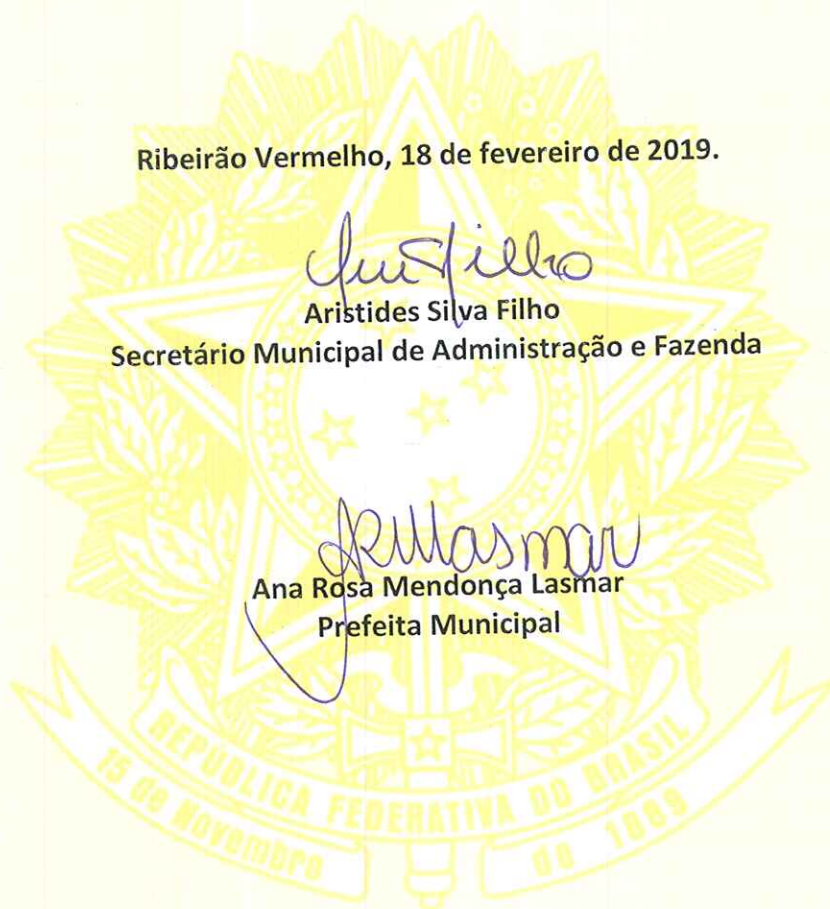 Ribeirão Vermelho, 18 de fevereiro de 2019.
Aristides Silva Filho
Secretário Municipal de Administração e Fazenda
Ana Rosa Mendonça Lasmar
Prefeita Municipal
REPÚBLICA FEDERATIVA DO BRASIL
15 de Novembro de 1889